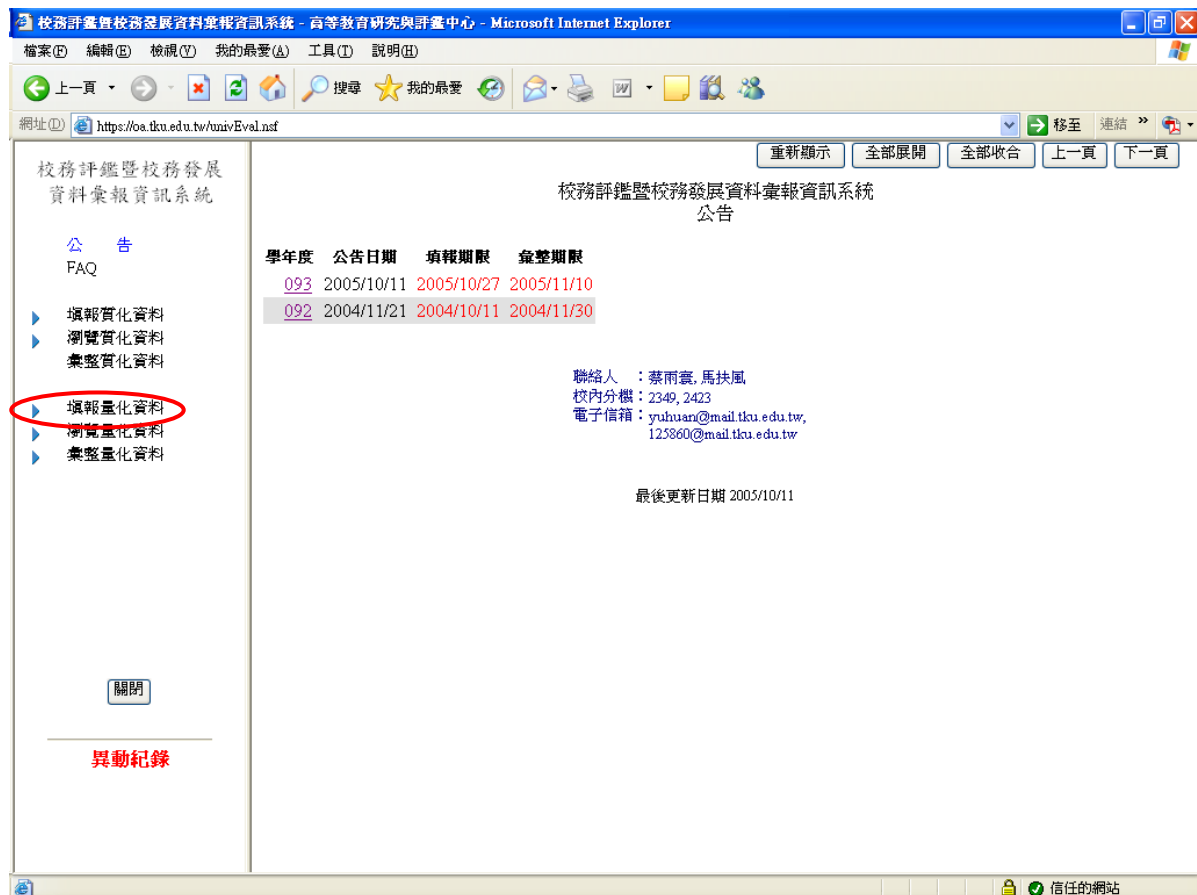 校務評鑑暨校務發展資料彙報資訊系統 - 高等教育研究與評鑑中心 - Microsoft Internet Explorer
檔案(F) 編輯(E) 檢視(V) 我的最愛(A) 工具(T) 說明(H)
上一頁 搜尋 我的最愛
網址(D) https://oa.tku.edu.tw/univEval.nsf 移至 連結 »
校務評鑑暨校務發展
資料彙報資訊系統
公 告
FAQ
填報質化資料
瀏覽質化資料
彙整質化資料
填報量化資料
瀏覽量化資料
彙整量化資料
關閉
異動紀錄
重新顯示 全部展開 全部收合 上一頁 下一頁
校務評鑑暨校務發展資料彙報資訊系統
公告
學年度 公告日期 填報期限 彙整期限
093 2005/10/11 2005/10/27 2005/11/10
092 2004/11/21 2004/10/11 2004/11/30
聯絡人 :蔡雨寰, 馬扶風
校內分機:2349, 2423
電子信箱:yuhuan@mail.tku.edu.tw,
125860@mail.tku.edu.tw
最後更新日期 2005/10/11
信任的網站